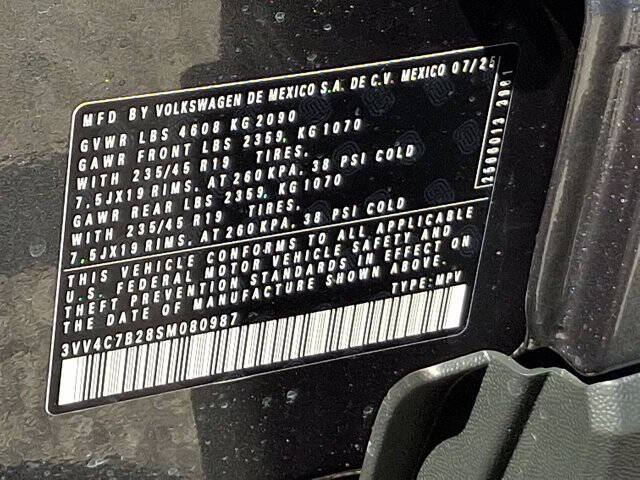 MFD BY VOLKSWAGEN DE MEXICO S.A. DE C.V. MEXICO 07/25
GVWR LBS 4608 KG 2090
GAWR FRONT LBS 2359, KG 1070
WITH 235/45 R19 TIRES,
7.5JX19 RIMS, AT 260 KPA, 38 PSI COLD
GAWR REAR LBS 2359, KG 1070
WITH 235/45 R19 TIRES,
7.5JX19 RIMS, AT 260 KPA, 38 PSI COLD
THIS VEHICLE CONFORMS TO ALL APPLICABLE
U.S. FEDERAL MOTOR VEHICLE SAFETY AND
THEFT PREVENTION STANDARDS IN EFFECT ON
THE DATE OF MANUFACTURE SHOWN ABOVE.
3VV4C7B28SM080987 TYPE: MPV